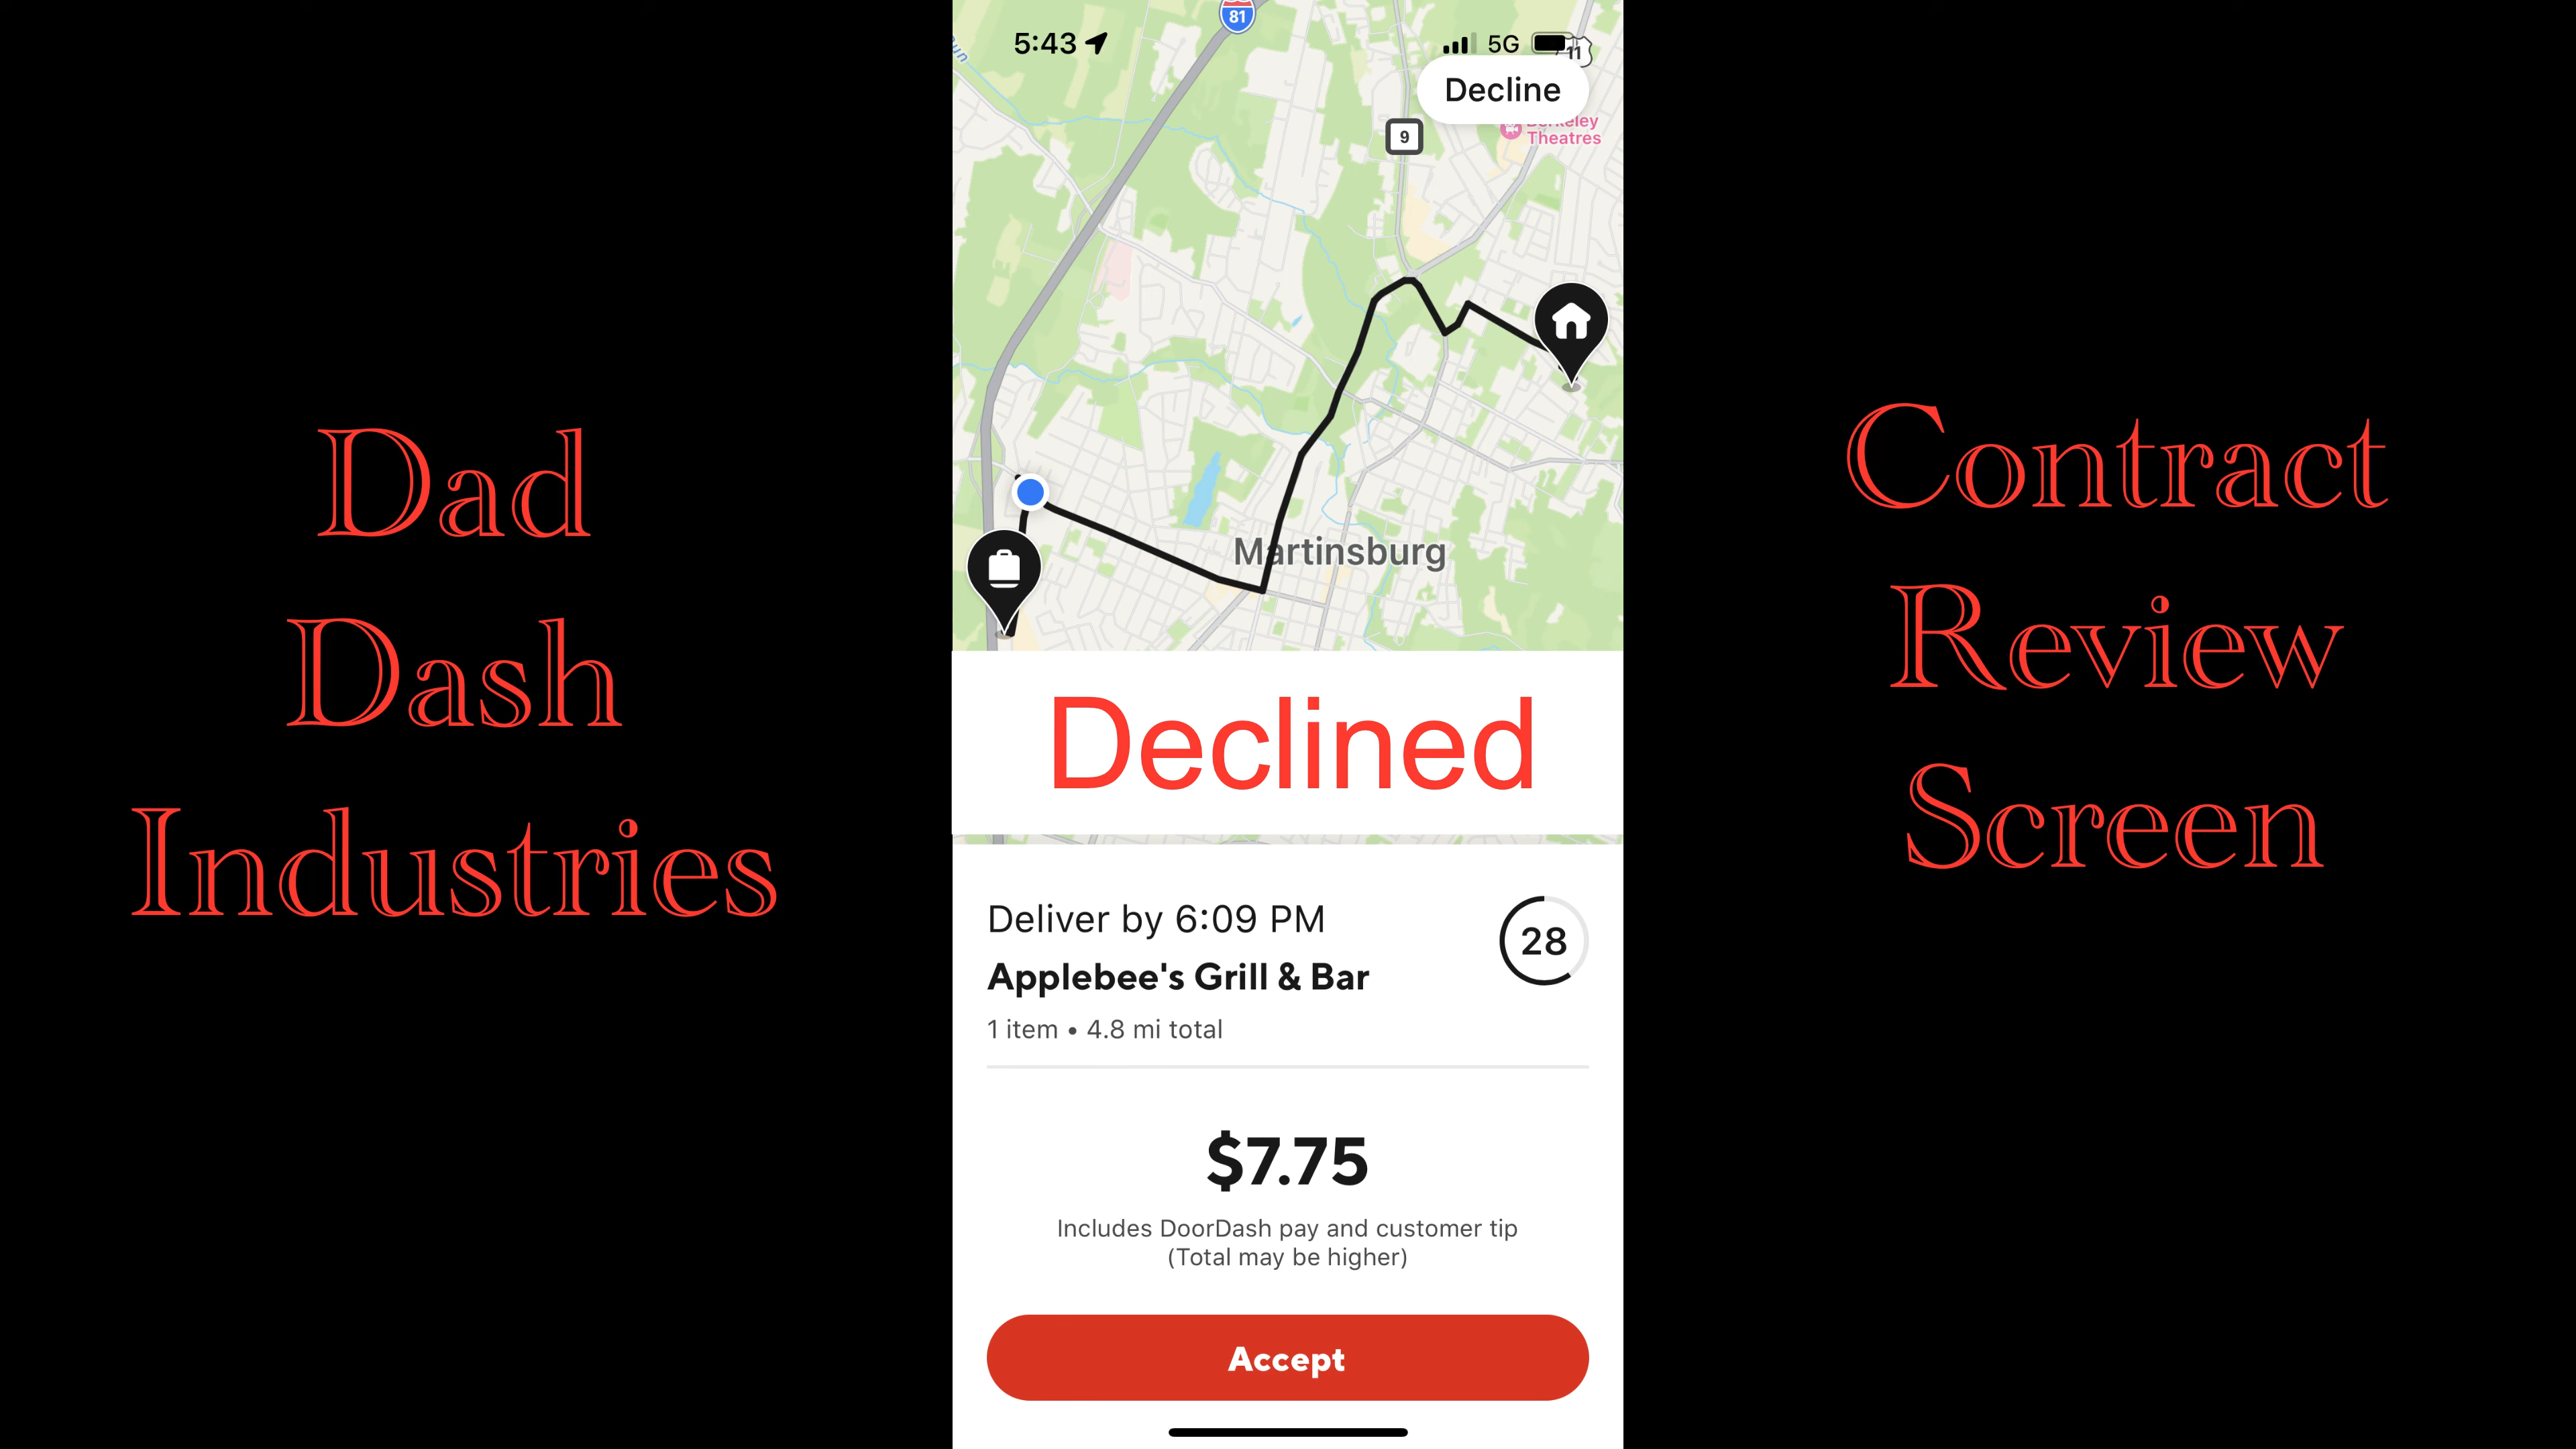 Dad
Dash
Industries
81
5:43
5G
11
Decline
9
Berkeley
Theatres
Martinsburg
Declined
Deliver by 6:09 PM
28
Applebee's Grill & Bar
1 item • 4.8 mi total
$7.75
Includes DoorDash pay and customer tip
(Total may be higher)
Accept
Contract
Review
Screen